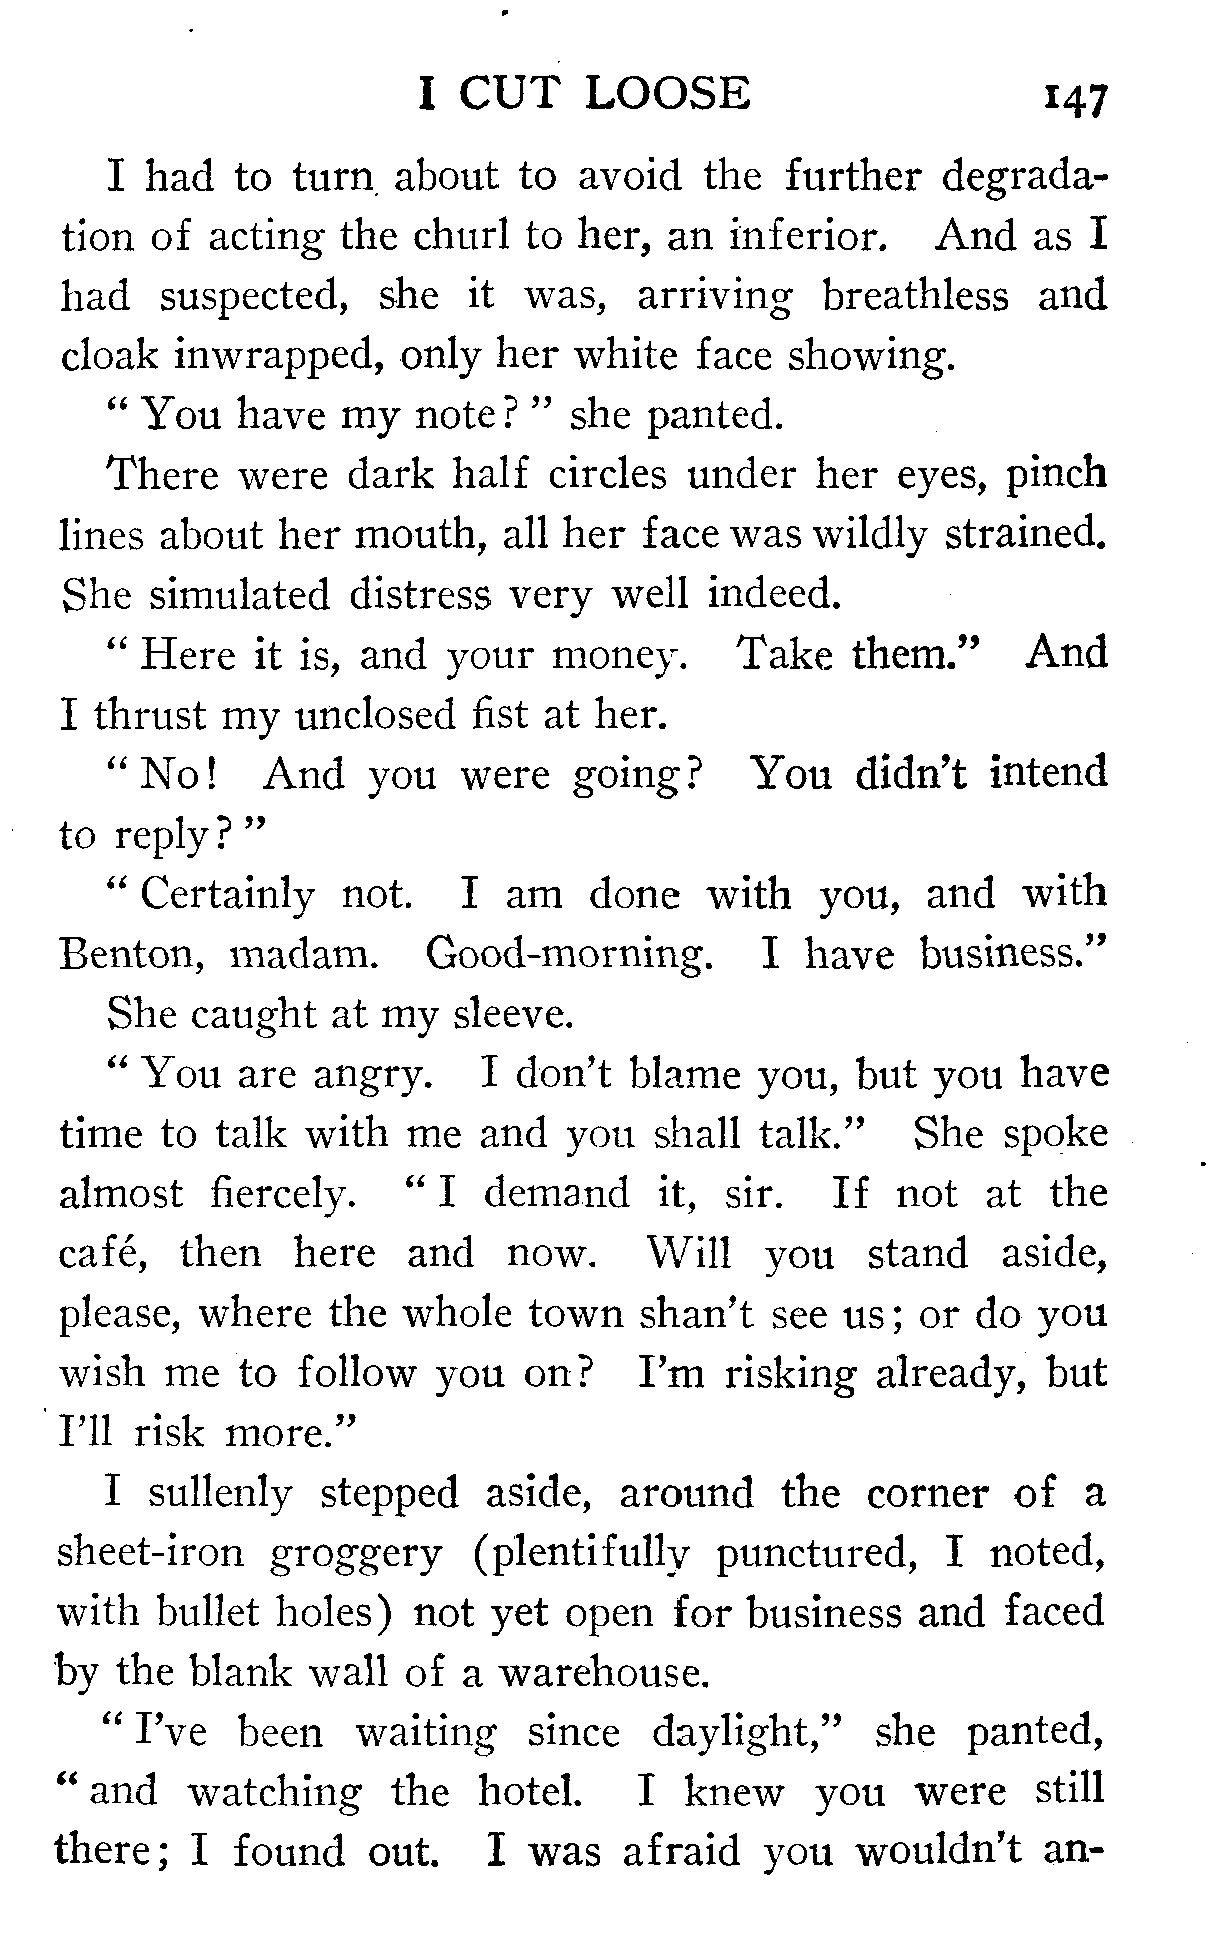 I CUT LOOSE 147
I had to turn about to avoid the further degrada-
tion of acting the churl to her, an inferior. And as I
had suspected, she it was, arriving breathless and
cloak inwrapped, only her white face showing.
“ You have my note? ” she panted.
There were dark half circles under her eyes, pinch
lines about her mouth, all her face was wildly strained.
She simulated distress very well indeed.
“ Here it is, and your money. Take them.” And
I thrust my unclosed fist at her.
“ No! And you were going? You didn’t intend
to reply? ”
“ Certainly not. I am done with you, and with
Benton, madam. Good-morning. I have business.”
She caught at my sleeve.
“ You are angry. I don’t blame you, but you have
time to talk with me and you shall talk.” She spoke
almost fiercely. “ I demand it, sir. If not at the
café, then here and now. Will you stand aside,
please, where the whole town shan’t see us; or do you
wish me to follow you on? I’m risking already, but
I’ll risk more.”
I sullenly stepped aside, around the corner of a
sheet-iron groggery (plentifully punctured, I noted,
with bullet holes) not yet open for business and faced
by the blank wall of a warehouse.
“ I’ve been waiting since daylight,” she panted,
“ and watching the hotel. I knew you were still
there; I found out. I was afraid you wouldn’t an-